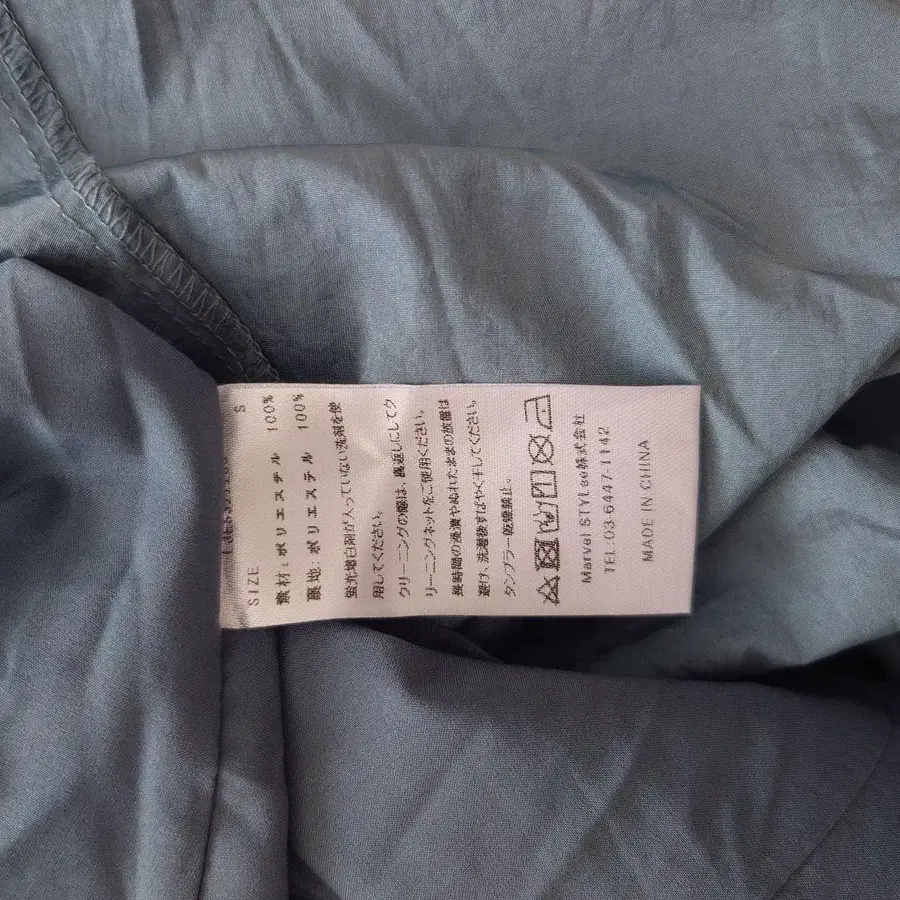 SIZE S
素材: ポリエステル 100%
裏地: ポリエステル 100%
蛍光増白剤が入っていない洗剤を使
用してください。
クリーニングの際は、裏返しにしてク
リーニングネットをご使用ください。
長時間の浸漬やぬれたままの放置は
避け、洗濯後すばやく干してください。
タンブラー乾燥禁止。
Marvel STYLee株式会社
TEL:03-6447-1142
MADE IN CHINA